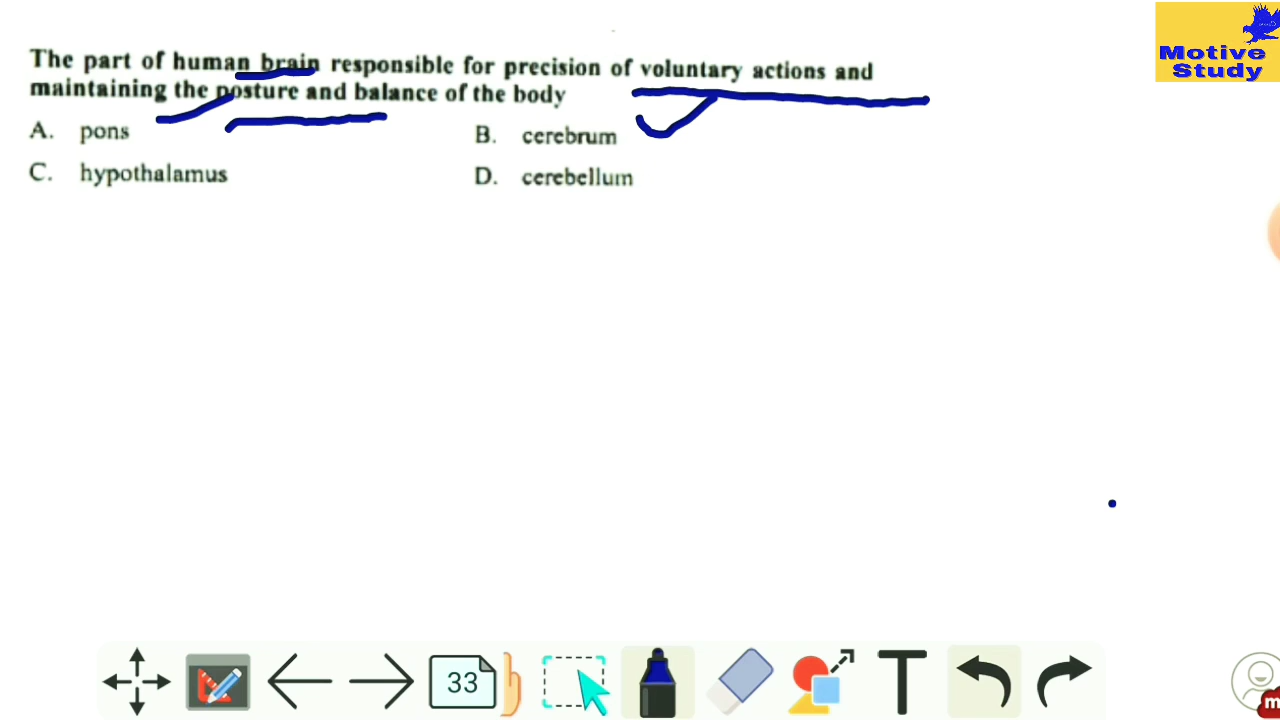 The part of human brain responsible for precision of voluntary actions and
maintaining the posture and balance of the body
A. pons
B. cerebrum
C. hypothalamus
D. cerebellum
Motive
Study
33
T
m